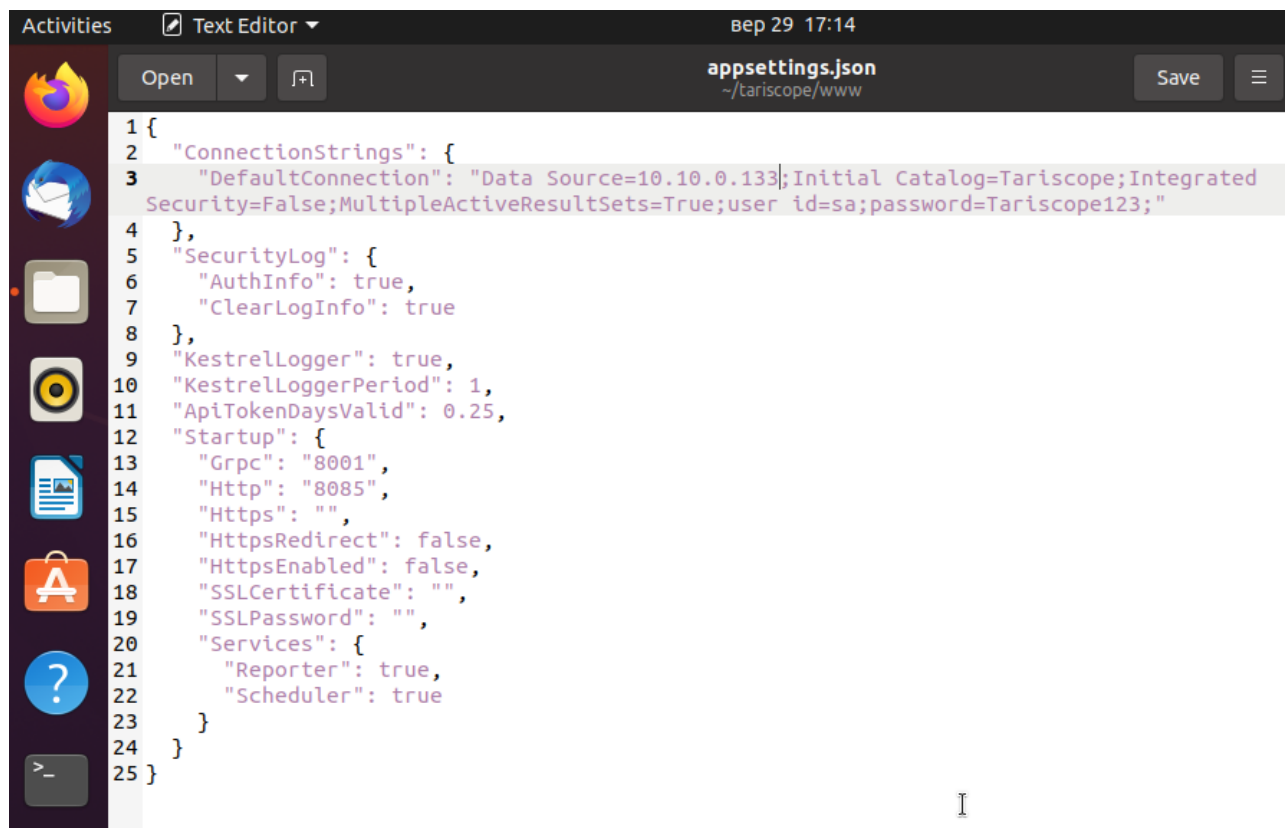 Activities Text Editor вер 29 17:14
Open appsettings.json Save
~/tariscope/www
1 {
2 "ConnectionStrings": {
3 "DefaultConnection": "Data Source=10.10.0.133;Initial Catalog=Tariscope;Integrated
Security=False;MultipleActiveResultSets=True;user id=sa;password=Tariscope123;"
4 },
5 "SecurityLog": {
6 "AuthInfo": true,
7 "ClearLogInfo": true
8 },
9 "KestrelLogger": true,
10 "KestrelLoggerPeriod": 1,
11 "ApiTokenDaysValid": 0.25,
12 "Startup": {
13 "Grpc": "8001",
14 "Http": "8085",
15 "Https": "",
16 "HttpsRedirect": false,
17 "HttpsEnabled": false,
18 "SSLCertificate": "",
19 "SSLPassword": "",
20 "Services": {
21 "Reporter": true,
22 "Scheduler": true
23 }
24 }
25 }